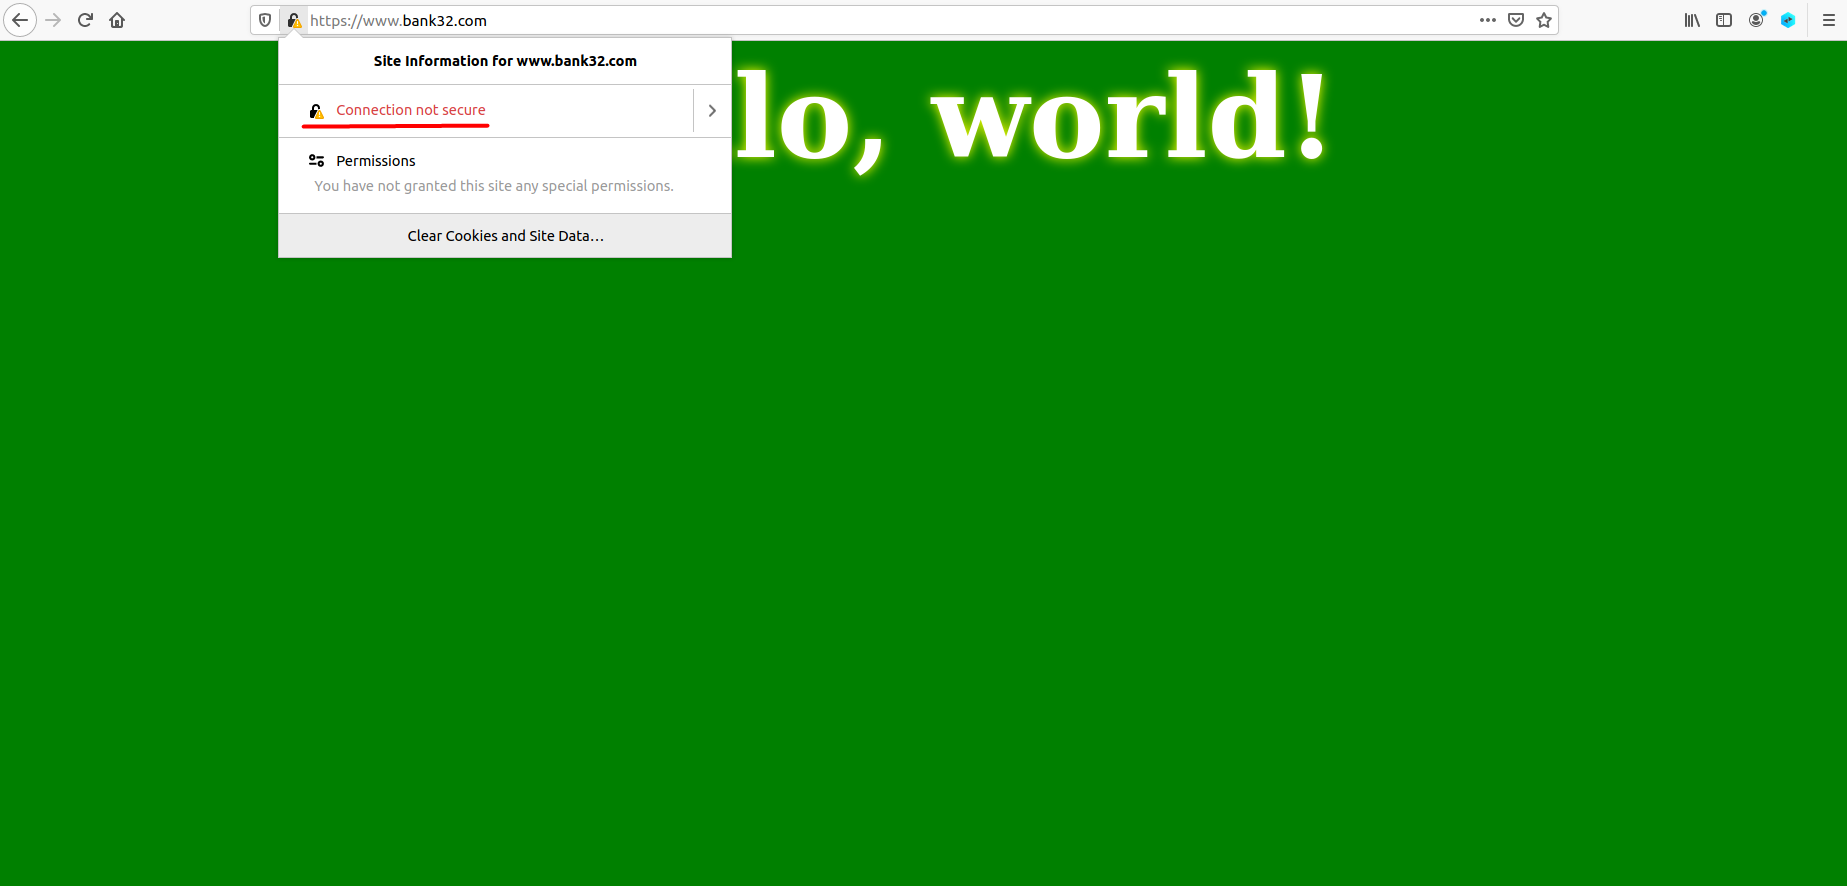 https://www.bank32.com
Site Information for www.bank32.com
Connection not secure
Permissions
You have not granted this site any special permissions.
Clear Cookies and Site Data…
lo, world!